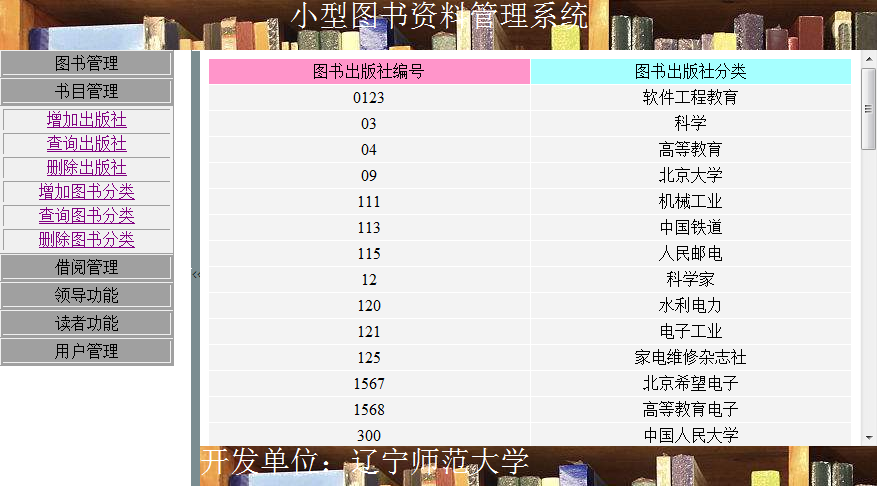 小型图书资料管理系统
图书管理
书目管理
增加出版社
查询出版社
删除出版社
增加图书分类
查询图书分类
删除图书分类
借阅管理
领导功能
读者功能
用户管理
<<
图书出版社编号 图书出版社分类
0123 软件工程教育
03 科学
04 高等教育
09 北京大学
111 机械工业
113 中国铁道
115 人民邮电
12 科学家
120 水利电力
121 电子工业
125 家电维修杂志社
1567 北京希望电子
1568 高等教育电子
300 中国人民大学
开发单位：辽宁师范大学